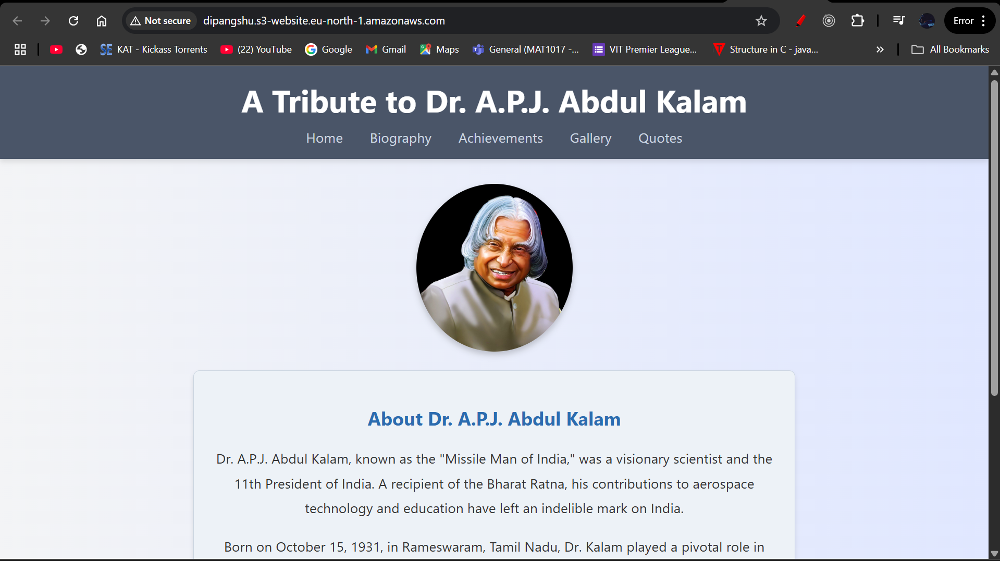 Not secure
dipangshu.s3-website.eu-north-1.amazonaws.com
Error
KAT - Kickass Torrents
(22) YouTube
Google
Gmail
Maps
General (MAT1017 -...
VIT Premier League...
Structure in C - java...
All Bookmarks
A Tribute to Dr. A.P.J. Abdul Kalam
Home
Biography
Achievements
Gallery
Quotes
About Dr. A.P.J. Abdul Kalam
Dr. A.P.J. Abdul Kalam, known as the "Missile Man of India," was a visionary scientist and the
11th President of India. A recipient of the Bharat Ratna, his contributions to aerospace
technology and education have left an indelible mark on India.
Born on October 15, 1931, in Rameswaram, Tamil Nadu, Dr. Kalam played a pivotal role in